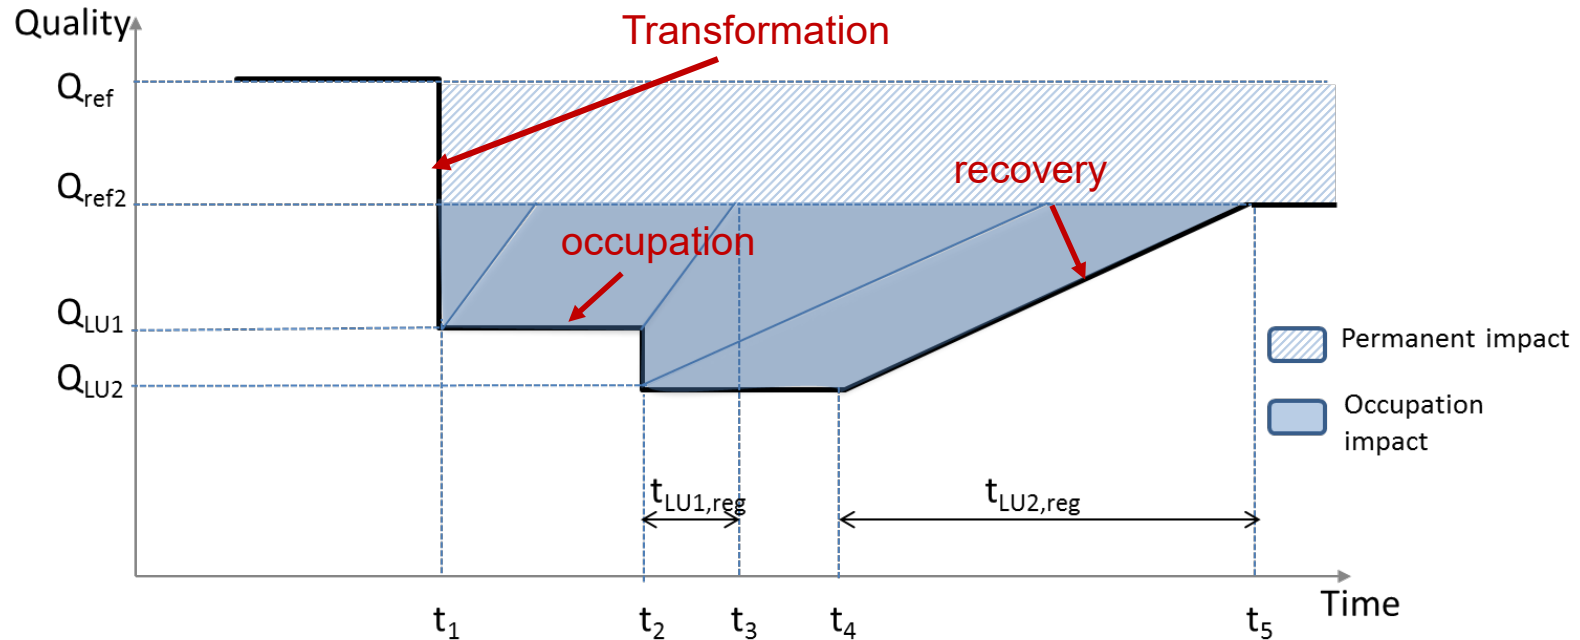 Quality
Transformation
Qref
recovery
Qref2
occupation
QLU1
Permanent impact
QLU2
Occupation
impact
tLU1,reg
tLU2,reg
Time
t1
t2
t3
t4
t5